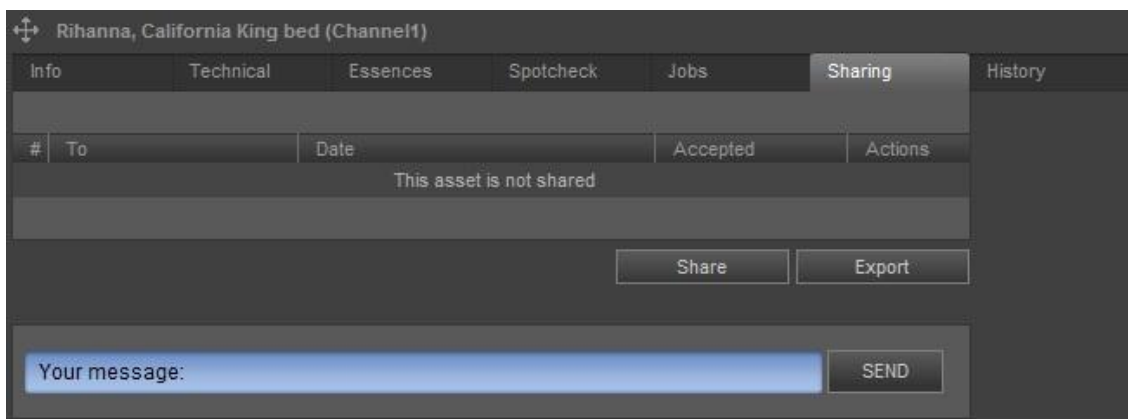 Rihanna, California King bed (Channel1)
Info Technical Essences Spotcheck Jobs Sharing History
# To Date Accepted Actions
This asset is not shared
Share Export
Your message: SEND